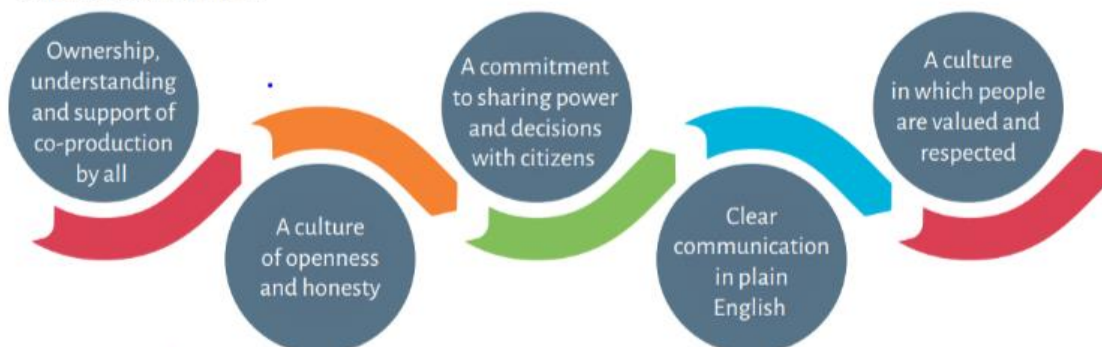 Ownership,
understanding
and support of
co-production
by all
A culture
of openness
and honesty
A commitment
to sharing power
and decisions
with citizens
Clear
communication
in plain
English
A culture
in which people
are valued and
respected